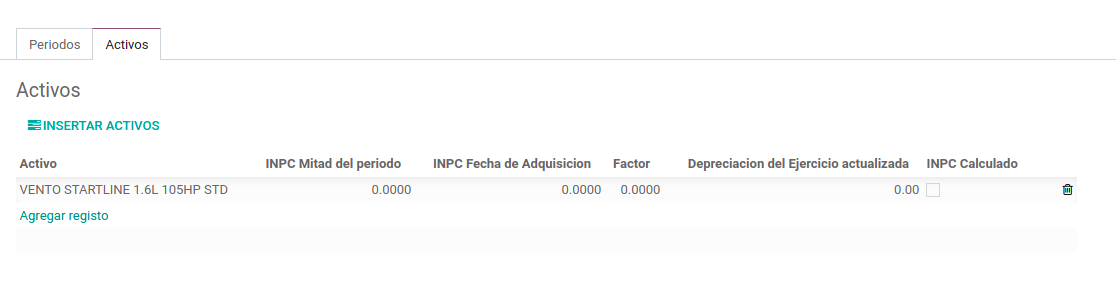 Periodos Activos
Activos
INSERTAR ACTIVOS
Activo INPC Mitad del periodo INPC Fecha de Adquisicion Factor Depreciacion del Ejercicio actualizada INPC Calculado
VENTO STARTLINE 1.6L 105HP STD 0.0000 0.0000 0.0000 0.00
Agregar registo